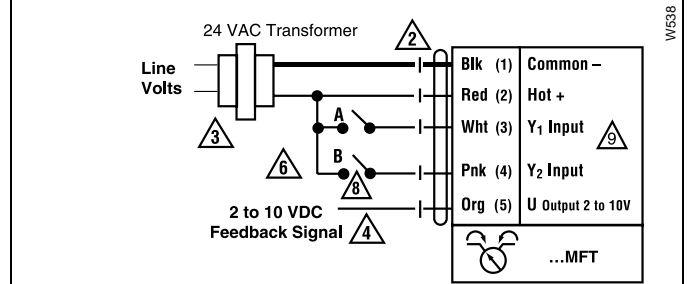 W538
24 VAC Transformer
2
Line
Volts
3
Blk (1) Common –
Red (2) Hot +
A
Wht (3) Y₁ Input
9
B
6
8
Pnk (4) Y₂ Input
Org (5) U Output 2 to 10V
2 to 10 VDC
Feedback Signal
4
...MFT